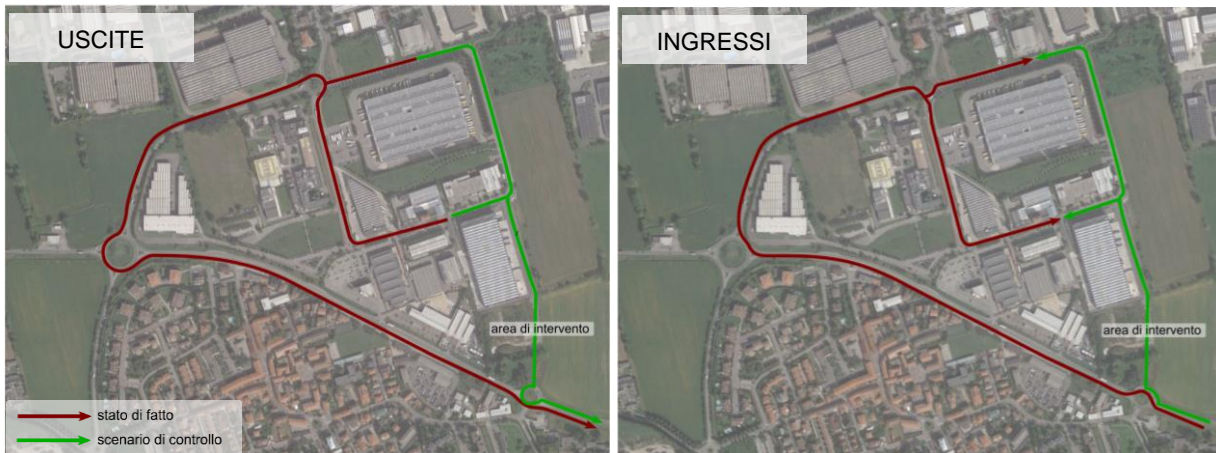 USCITE
area di intervento
stato di fatto
scenario di controllo
INGRESSI
area di intervento